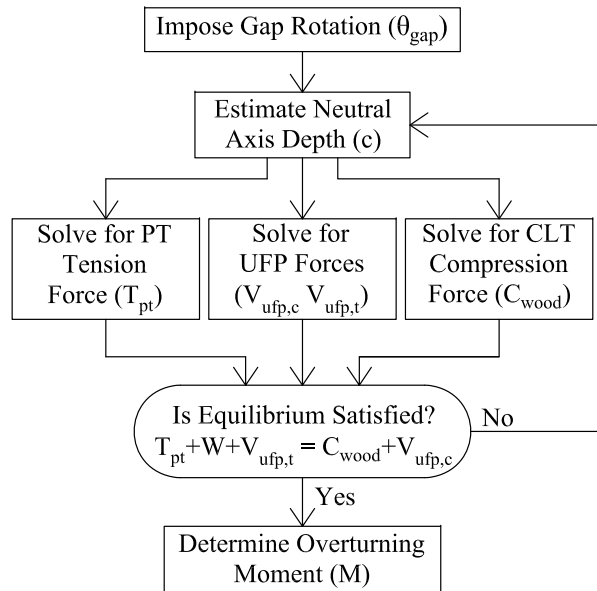 Impose Gap Rotation (θgap)
Estimate Neutral
Axis Depth (c)
Solve for PT
Tension
Force (Tpt)
Solve for
UFP Forces
(Vufp,c Vufp,t)
Solve for CLT
Compression
Force (Cwood)
Is Equilibrium Satisfied?
Tpt+W+Vufp,t = Cwood+Vufp,c
No
Yes
Determine Overturning
Moment (M)